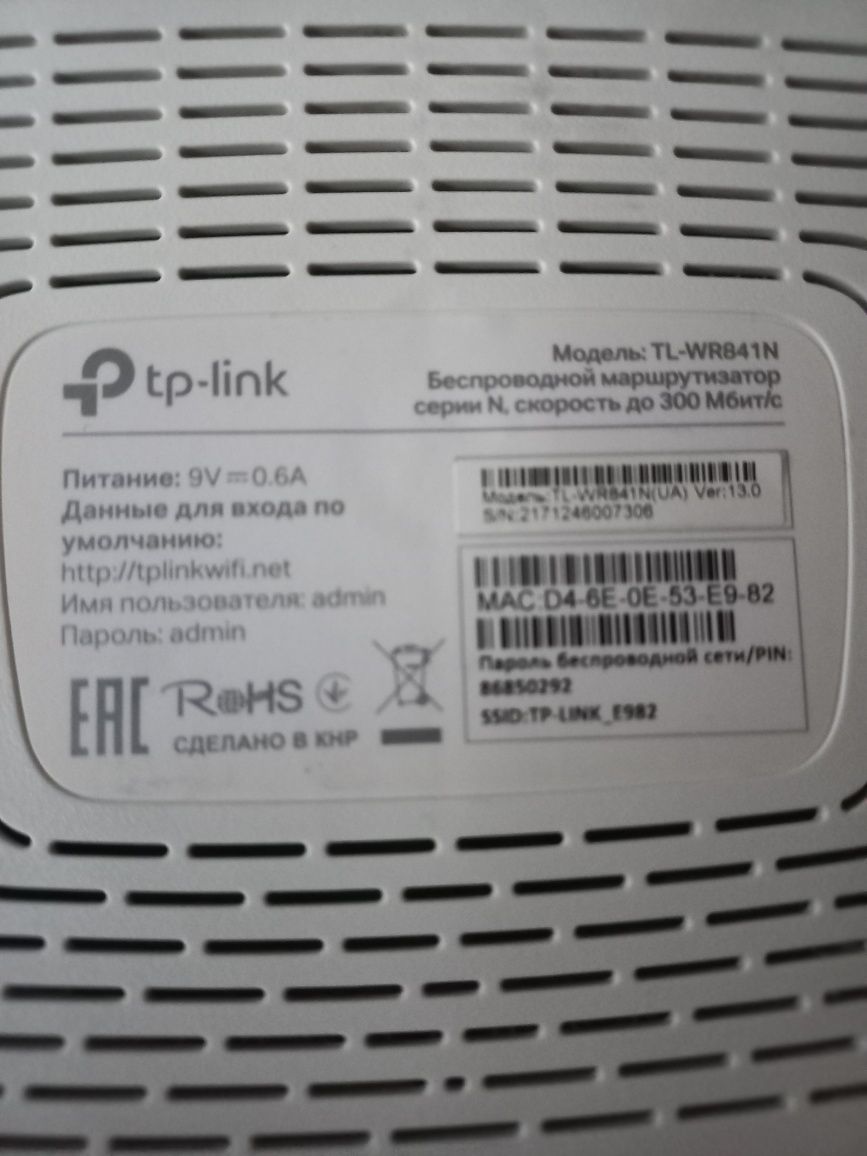 tp-link
Модель: TL-WR841N
Беспроводной маршрутизатор
серии N, скорость до 300 Мбит/с
Питание: 9V⎓0.6A
Данные для входа по
умолчанию:
http://tplinkwifi.net
Имя пользователя: admin
Пароль: admin
EAC RoHS
СДЕЛАНО В КНР
Модель:TL-WR841N(UA) Ver:13.0
S/N:2171246007306
MAC:D4-6E-0E-53-E9-82
Пароль беспроводной сети/PIN:
86850292
SSID:TP-LINK_E982